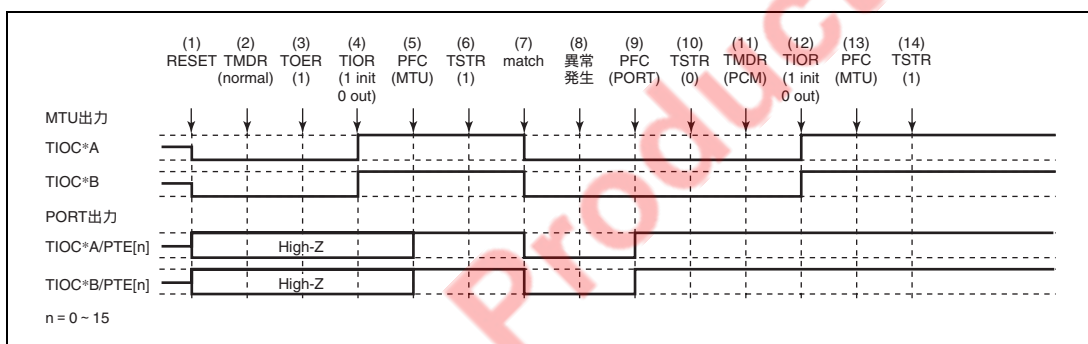 (1) (2) (3) (4) (5) (6) (7) (8) (9) (10) (11) (12) (13) (14)
RESET TMDR TOER TIOR PFC TSTR match 異常 PFC TSTR TMDR TIOR PFC TSTR
(normal) (1) (1 init (MTU) (1) 発生 (PORT) (0) (PCM) (1 init (MTU) (1)
0 out) 0 out)
MTU出力
TIOC*A
TIOC*B
PORT出力
TIOC*A/PTE[n] High-Z
TIOC*B/PTE[n] High-Z
n = 0 ~ 15
Product